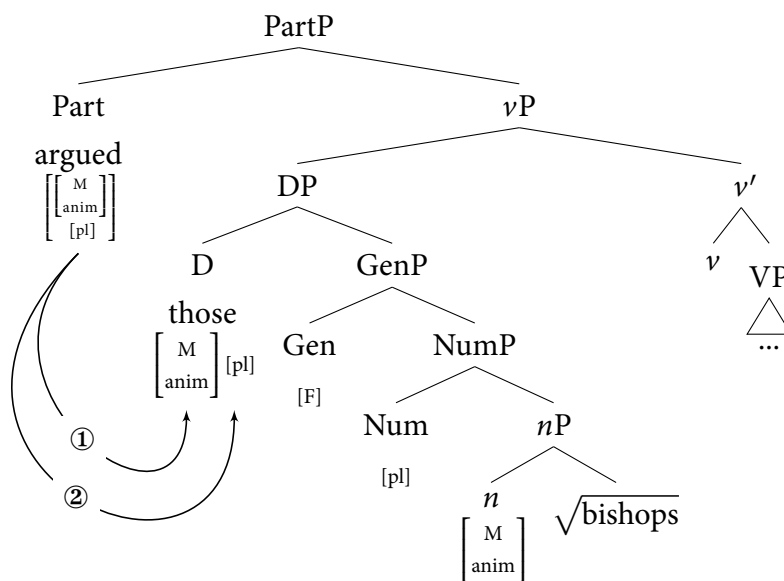 PartP
Part vP
argued
[[M anim] [pl]]
DP v′
D GenP v VP
those
[M anim] [pl]
Gen NumP ...
[F]
Num nP
[pl]
①
②
n √bishops
[M anim]